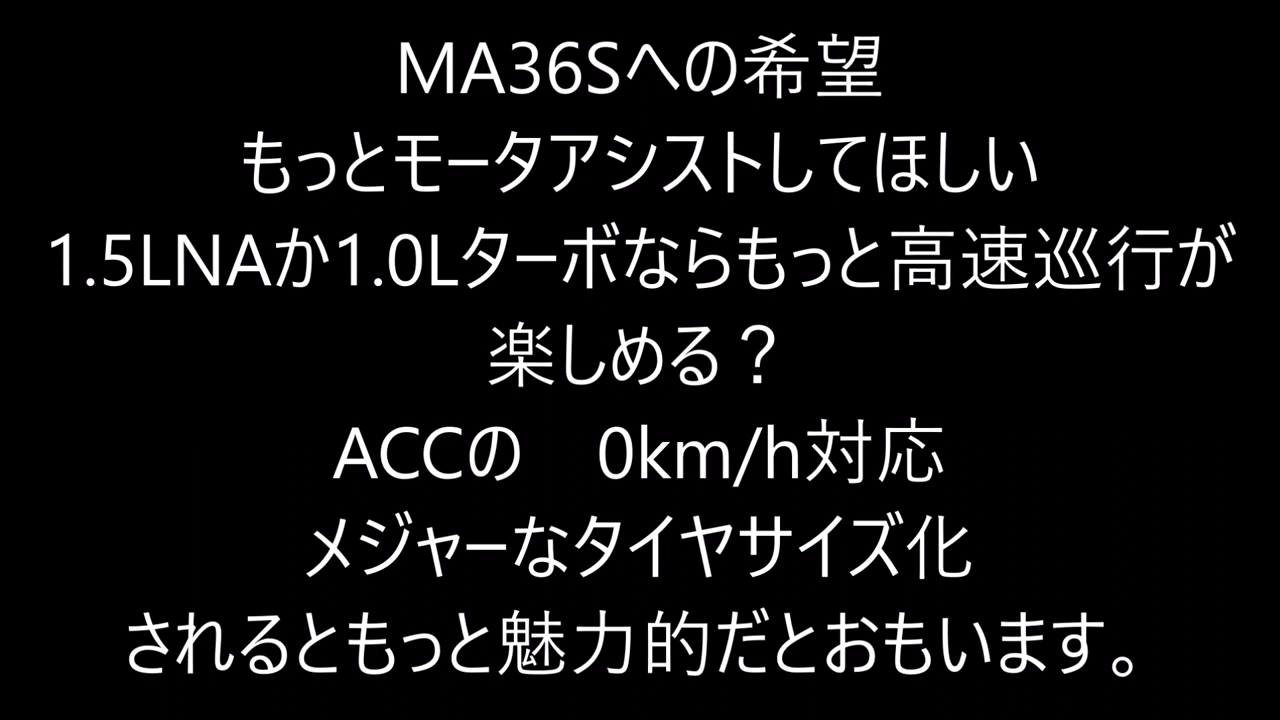 MA36Sへの希望
もっとモータアシストしてほしい
1.5LNAか1.0Lターボならもっと高速巡行が
楽しめる？
ACCの　0km/h対応
メジャーなタイヤサイズ化
されるともっと魅力的だとおもいます。